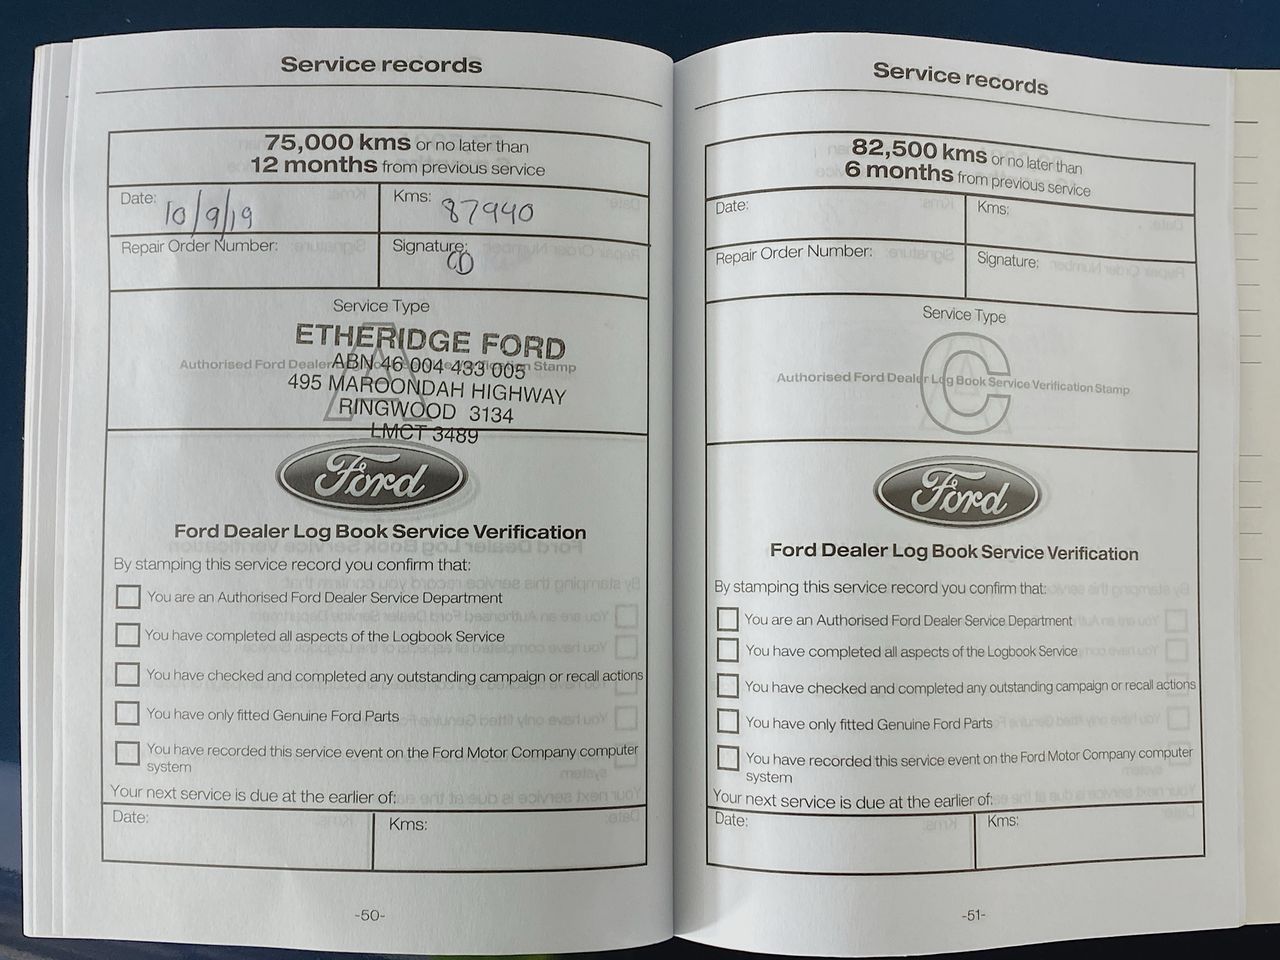 Service records
75,000 kms or no later than
12 months from previous service
Date: 10/9/19
Kms: 87940
Repair Order Number:
Signature: CD
Service Type
A
Authorised Ford Dealer Log Book Service Verification Stamp
ETHERIDGE FORD
ABN 46 004 433 005
495 MAROONDAH HIGHWAY
RINGWOOD 3134
LMCT 3489
Ford
Ford Dealer Log Book Service Verification
By stamping this service record you confirm that:
You are an Authorised Ford Dealer Service Department
You have completed all aspects of the Logbook Service
You have checked and completed any outstanding campaign or recall actions
You have only fitted Genuine Ford Parts
You have recorded this service event on the Ford Motor Company computer
system
Your next service is due at the earlier of:
Date:
Kms:
-50-
Service records
82,500 kms or no later than
6 months from previous service
Date:
Kms:
Repair Order Number:
Signature:
Service Type
C
Authorised Ford Dealer Log Book Service Verification Stamp
Ford
Ford Dealer Log Book Service Verification
By stamping this service record you confirm that:
You are an Authorised Ford Dealer Service Department
You have completed all aspects of the Logbook Service
You have checked and completed any outstanding campaign or recall actions
You have only fitted Genuine Ford Parts
You have recorded this service event on the Ford Motor Company computer
system
Your next service is due at the earlier of:
Date:
Kms:
-51-